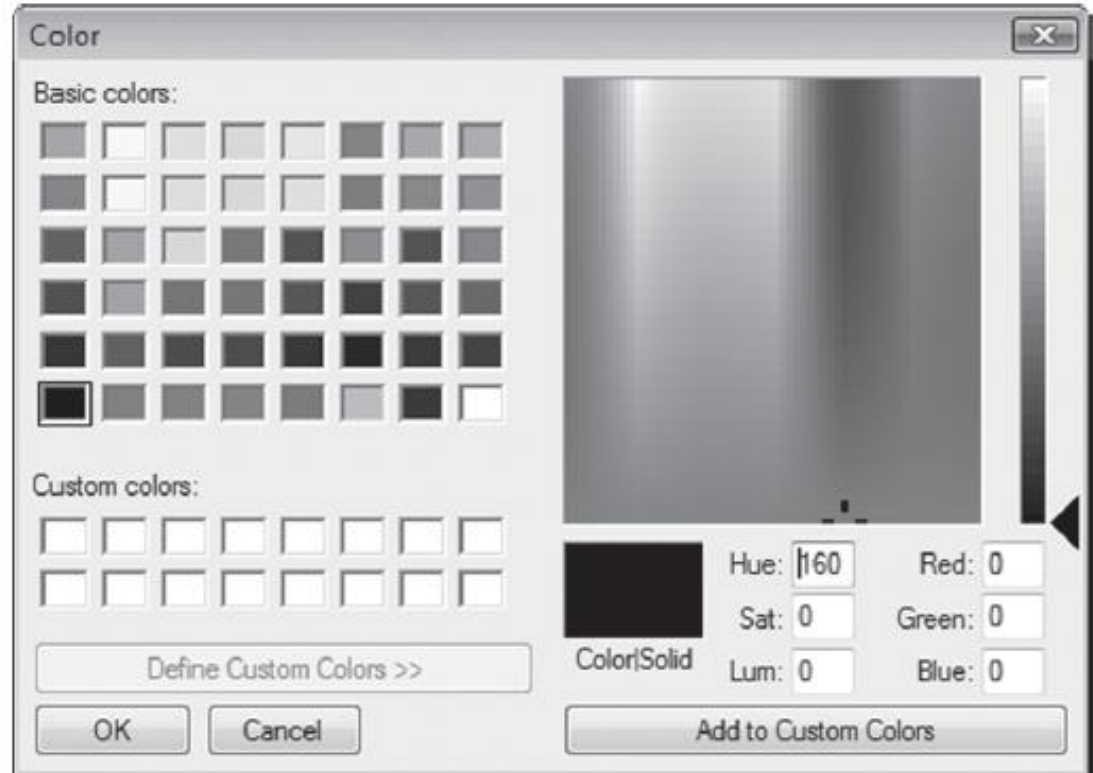 Color
Basic colors:
Custom colors:
Define Custom Colors >>
OK Cancel
Color|Solid
Hue: 160 Red: 0
Sat: 0 Green: 0
Lum: 0 Blue: 0
Add to Custom Colors